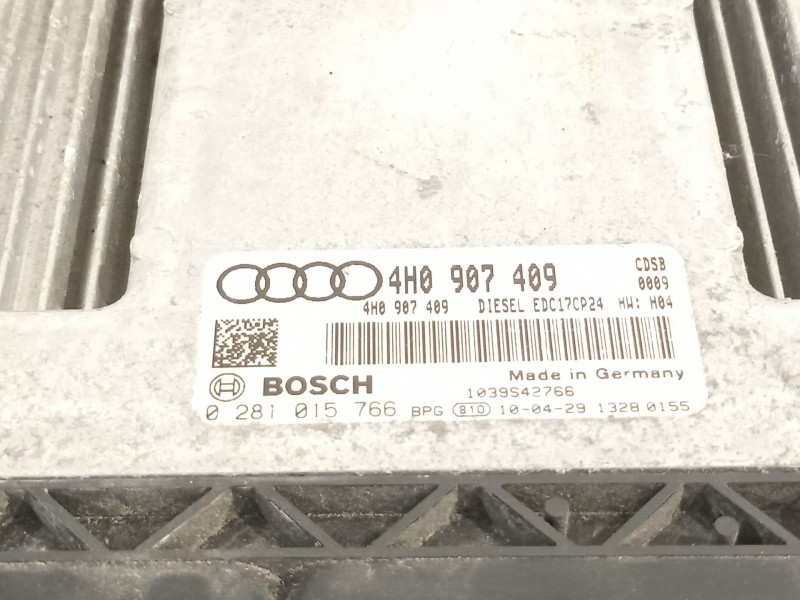 4H0 907 409 CDSB
0009
4H0 907 409 DIESEL EDC17CP24 HW: H04
Made in Germany
BOSCH 1039S42766
0 281 015 766 BPG 810 10-04-29 1328 0155